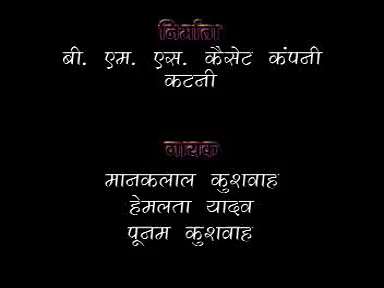 निर्माता
बी. एम. एस. कैसेट कंपनी
कटनी
गायक
मानकलाल कुशवाह
हेमलता यादव
पूनम कुशवाह